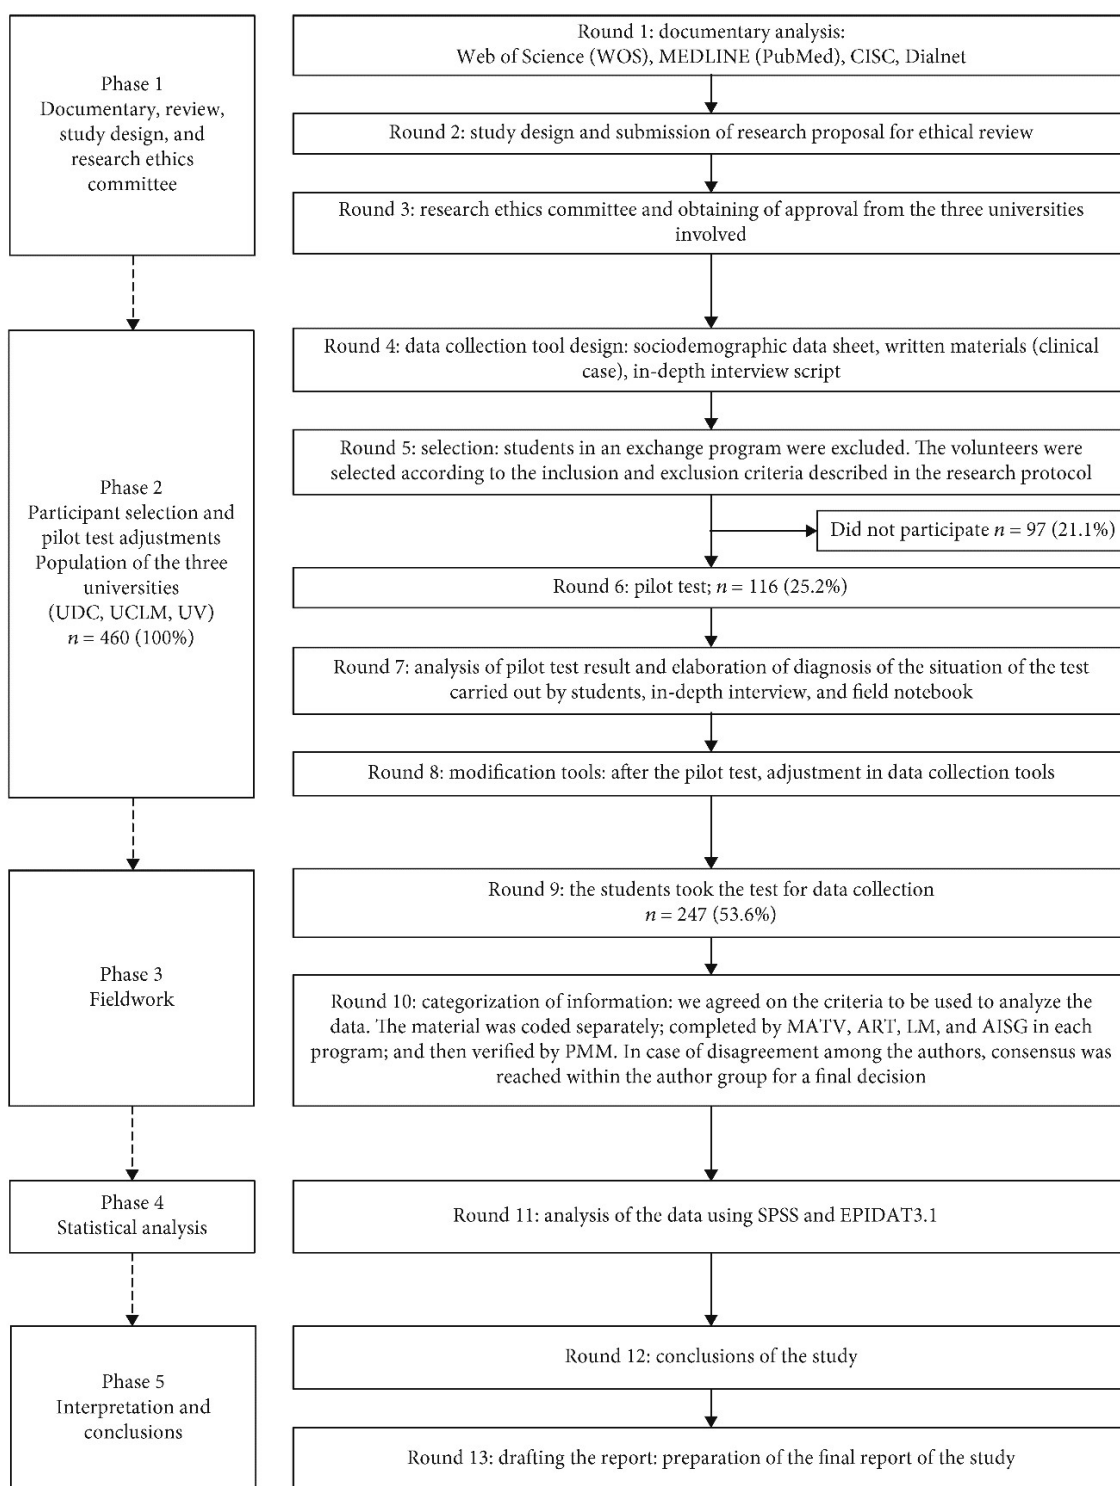 Phase 1
Documentary, review,
study design, and
research ethics
committee
Round 1: documentary analysis:
Web of Science (WOS), MEDLINE (PubMed), CISC, Dialnet
Round 2: study design and submission of research proposal for ethical review
Round 3: research ethics committee and obtaining of approval from the three universities
involved
Phase 2
Participant selection and
pilot test adjustments
Population of the three
universities
(UDC, UCLM, UV)
n = 460 (100%)
Round 4: data collection tool design: sociodemographic data sheet, written materials (clinical
case), in-depth interview script
Round 5: selection: students in an exchange program were excluded. The volunteers were
selected according to the inclusion and exclusion criteria described in the research protocol
Did not participate n = 97 (21.1%)
Round 6: pilot test; n = 116 (25.2%)
Round 7: analysis of pilot test result and elaboration of diagnosis of the situation of the test
carried out by students, in-depth interview, and field notebook
Round 8: modification tools: after the pilot test, adjustment in data collection tools
Phase 3
Fieldwork
Round 9: the students took the test for data collection
n = 247 (53.6%)
Round 10: categorization of information: we agreed on the criteria to be used to analyze the
data. The material was coded separately; completed by MATV, ART, LM, and AISG in each
program; and then verified by PMM. In case of disagreement among the authors, consensus was
reached within the author group for a final decision
Phase 4
Statistical analysis
Round 11: analysis of the data using SPSS and EPIDAT3.1
Phase 5
Interpretation and
conclusions
Round 12: conclusions of the study
Round 13: drafting the report: preparation of the final report of the study